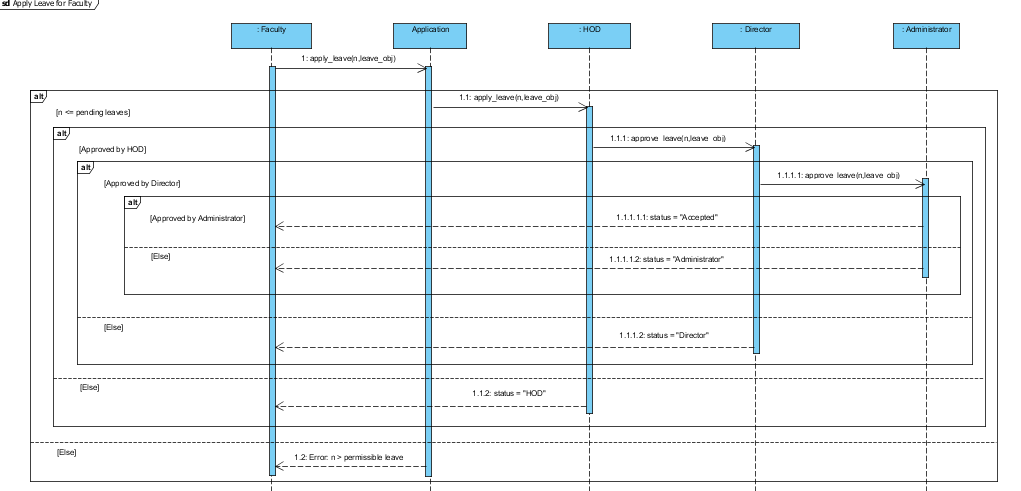 sd Apply Leave for Faculty
: Faculty
Application
: HOD
: Director
: Administrator
1: apply_leave(n,leave_obj)
alt
1.1: apply_leave(n,leave_obj)
[n <= pending leaves]
alt
1.1.1: approve_leave(n,leave_obj)
[Approved by HOD]
alt
1.1.1.1: approve_leave(n,leave_obj)
[Approved by Director]
alt
[Approved by Administrator]
1.1.1.1.1: status = "Accepted"
[Else]
1.1.1.1.2: status = "Administrator"
[Else]
1.1.1.2: status = "Director"
[Else]
1.1.2: status = "HOD"
[Else]
1.2: Error: n > permissible leave